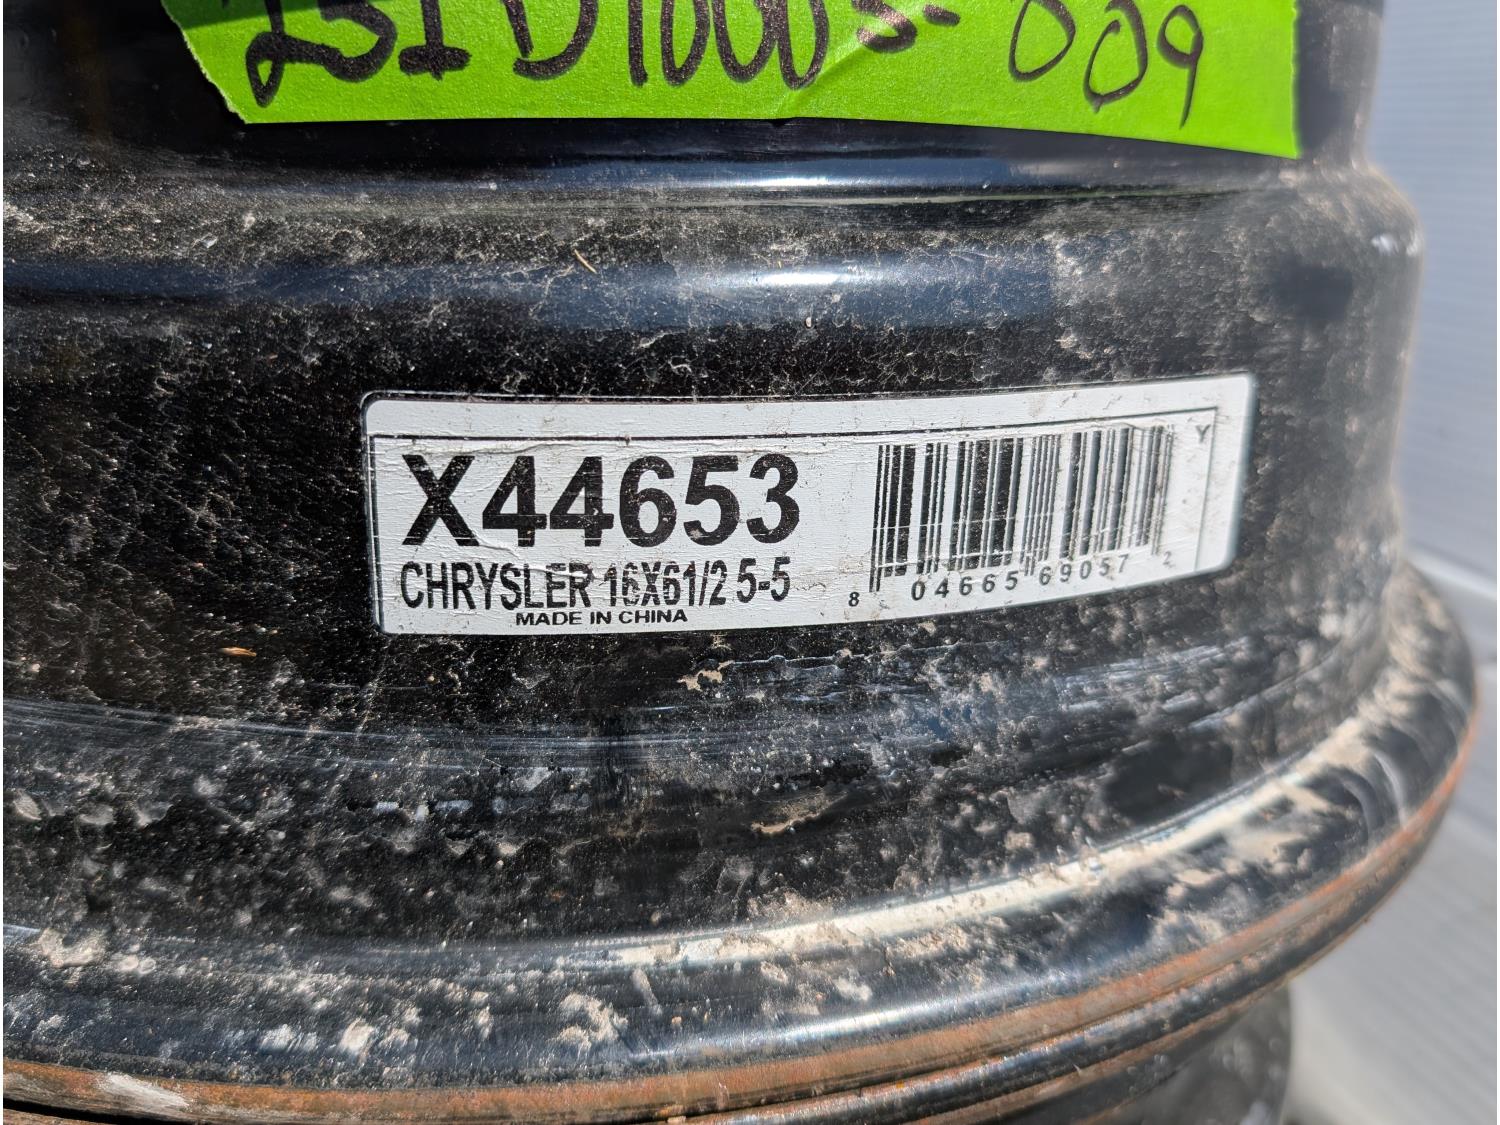 X44653
CHRYSLER 16X61/2 5-5
MADE IN CHINA
Y
8 04665 69057 2